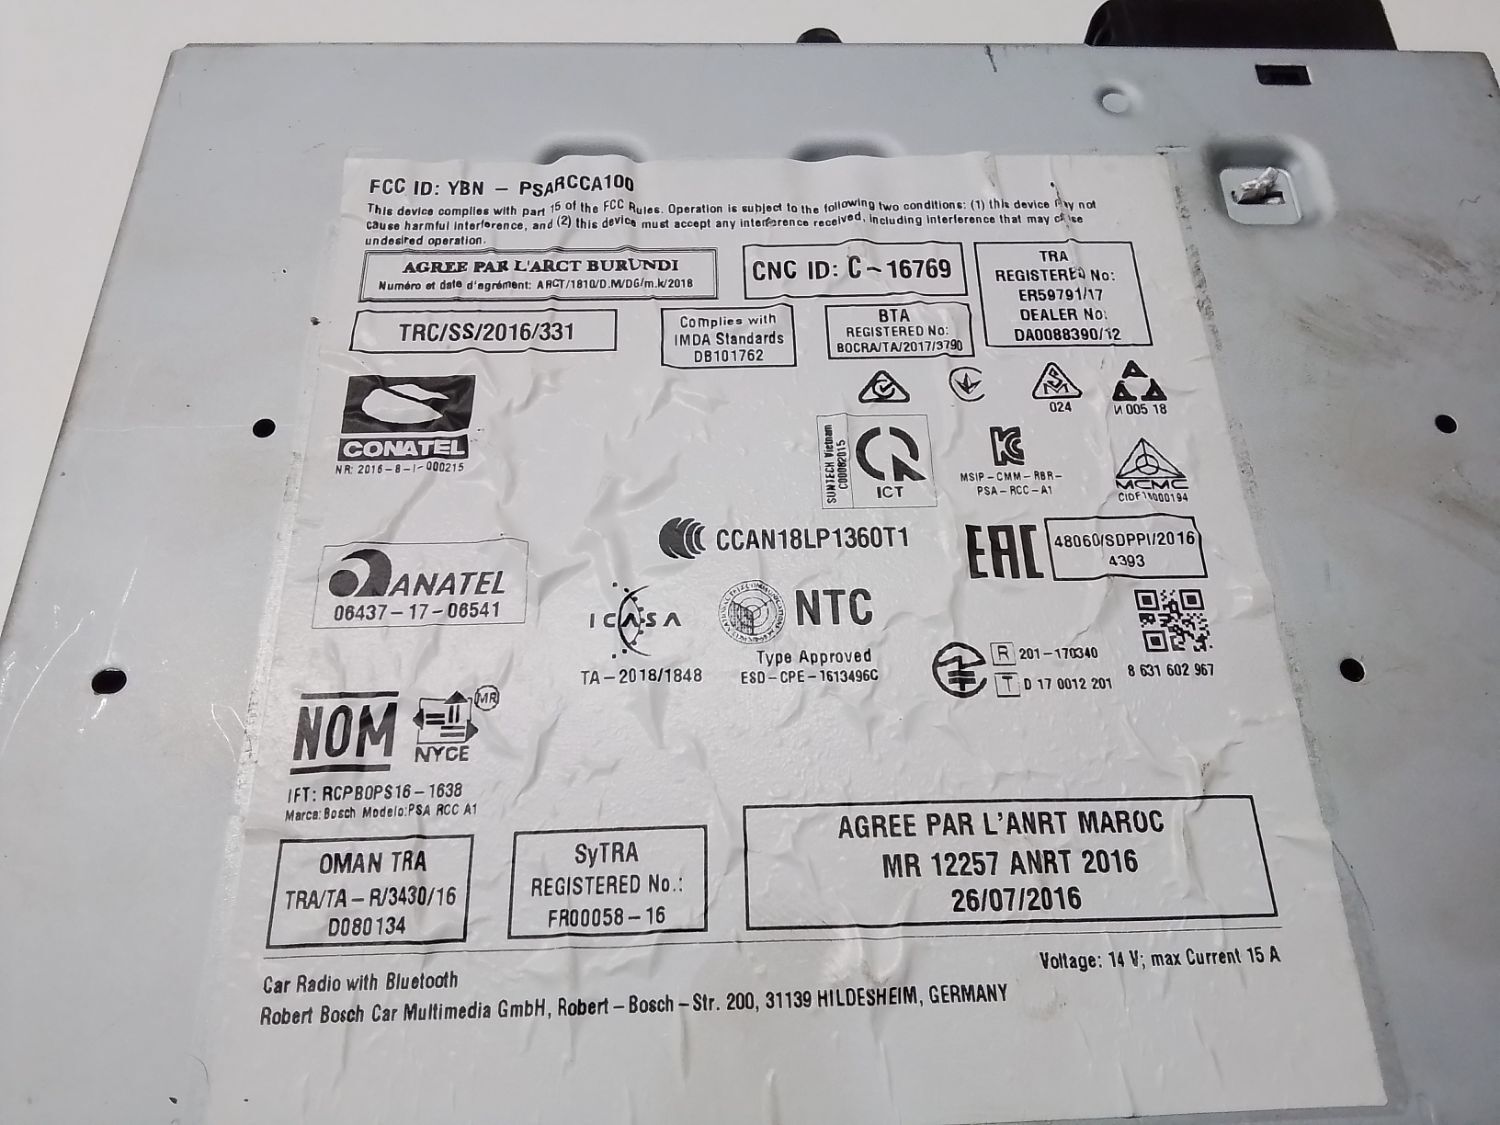 FCC ID: YBN – PSARCCA100
This device complies with part 15 of the FCC Rules. Operation is subject to the following two conditions: (1) this device may not
cause harmful interference, and (2) this device must accept any interference received, including interference that may cause
undesired operation.
AGREE PAR L'ARCT BURUNDI
Numéro et date d'agrément: ARCT/1810/D.M/DG/m.k/2018
CNC ID: C – 16769
TRA
REGISTERED No:
ER59791/17
DEALER No:
DA0088390/12
TRC/SS/2016/331
Complies with
IMDA Standards
DB101762
BTA
REGISTERED No:
BOCRA/TA/2017/3790
SM
024
AAA
И 005 18
CONATEL
NR: 2016-8-I-000215
SUNTECH Vietnam
C00082015
ICT
MSIP-CMM-RBR-
PSA-RCC-A1
MCMC
CIDF16000194
CCAN18LP1360T1
EAC
48060/SDPPI/2016
4393
ANATEL
06437-17-06541
ICASA
TA-2018/1848
NTC
Type Approved
ESD-CPE-1613496C
R 201-170340
T D 17 0012 201
8 631 602 967
NOM
NYCE
MR
IFT: RCPBOPS16-1638
Marca: Bosch Modelo: PSA RCC A1
OMAN TRA
TRA/TA-R/3430/16
D080134
SyTRA
REGISTERED No.:
FR00058-16
AGREE PAR L'ANRT MAROC
MR 12257 ANRT 2016
26/07/2016
Voltage: 14 V; max Current 15 A
Car Radio with Bluetooth
Robert Bosch Car Multimedia GmbH, Robert-Bosch-Str. 200, 31139 HILDESHEIM, GERMANY